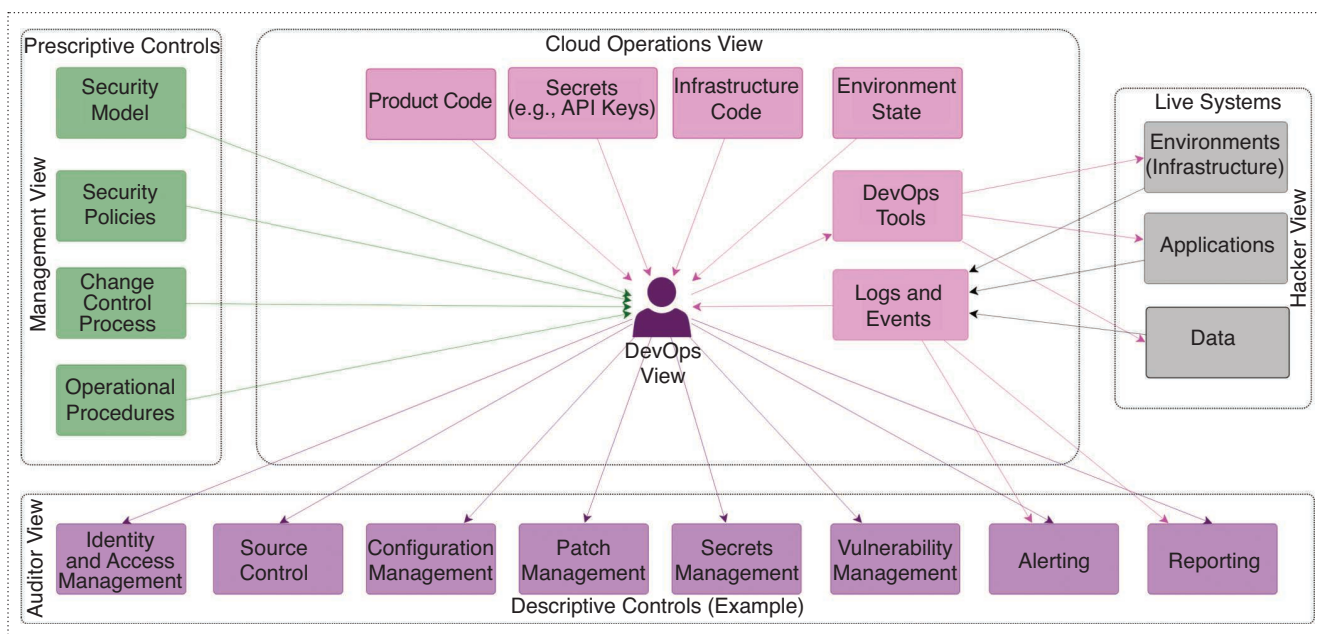 Prescriptive Controls
Management View
Security
Model
Security
Policies
Change
Control
Process
Operational
Procedures
Cloud Operations View
Product Code
Secrets
(e.g., API Keys)
Infrastructure
Code
Environment
State
DevOps
Tools
Logs and
Events
DevOps
View
Live Systems
Environments
(Infrastructure)
Applications
Data
Hacker View
Auditor View
Identity
and Access
Management
Source
Control
Configuration
Management
Patch
Management
Secrets
Management
Vulnerability
Management
Alerting
Reporting
Descriptive Controls (Example)